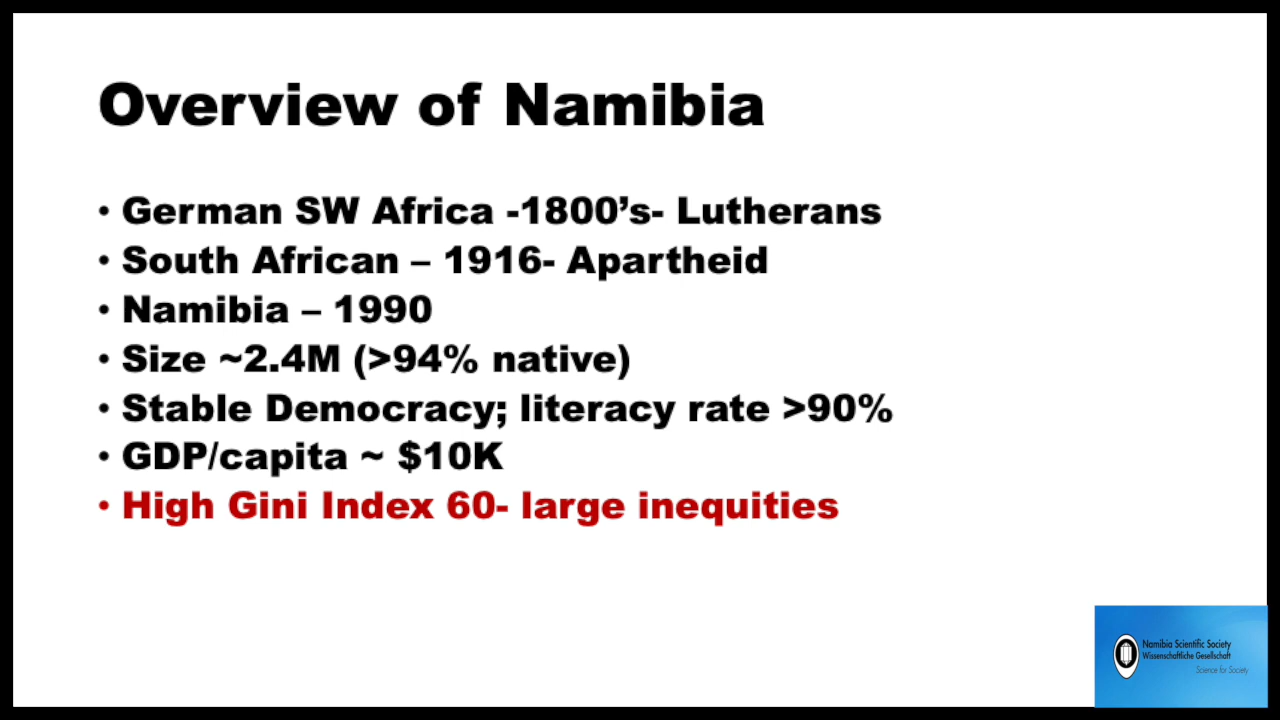 Overview of Namibia
• German SW Africa -1800’s- Lutherans
• South African – 1916- Apartheid
• Namibia – 1990
• Size ~2.4M (>94% native)
• Stable Democracy; literacy rate >90%
• GDP/capita ~ $10K
• High Gini Index 60- large inequities
Namibia Scientific Society
Wissenschaftliche Gesellschaft
Science for Society